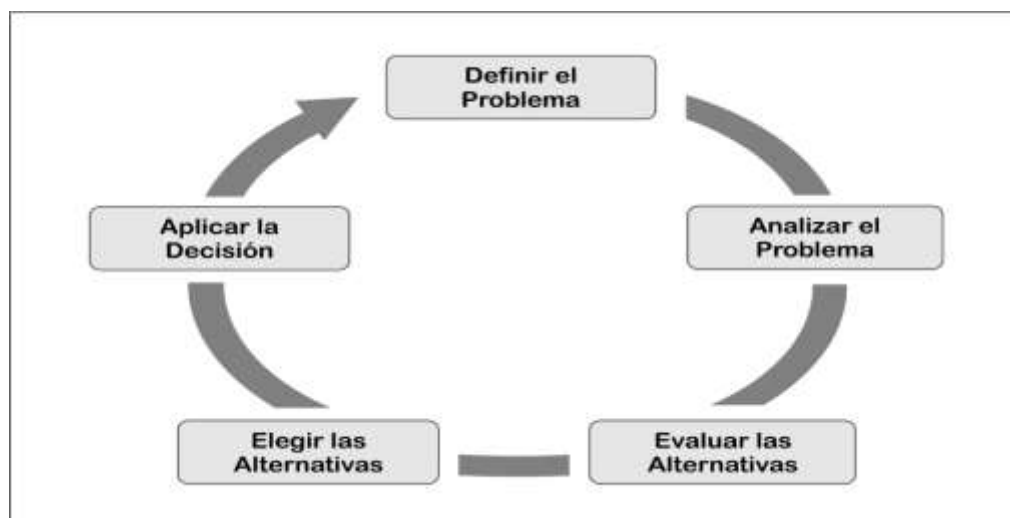 Definir el
Problema
Analizar el
Problema
Evaluar las
Alternativas
Elegir las
Alternativas
Aplicar la
Decisión